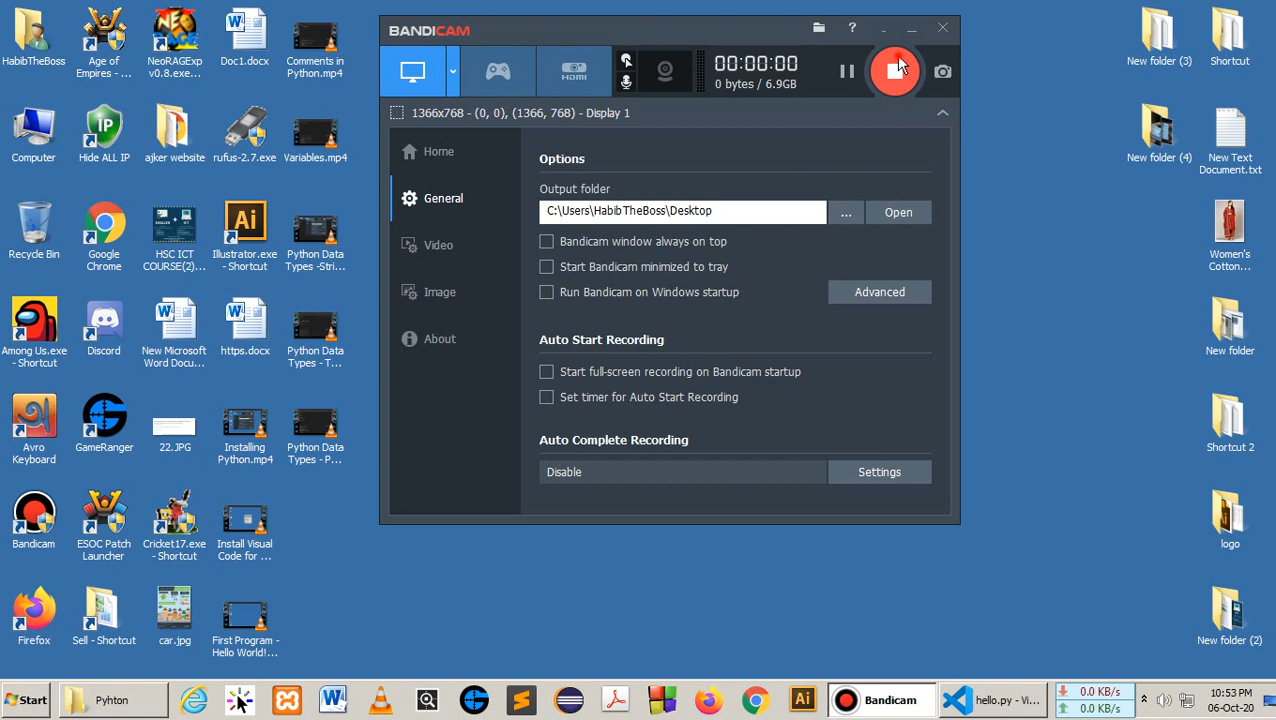 HabibTheBoss
Age of
Empires - ...
NeoRAGExp
v0.8.exe...
Doc1.docx
Comments in
Python.mp4
Computer
Hide ALL IP
ajker website
rufus-2.7.exe
Variables.mp4
Recycle Bin
Google
Chrome
HSC ICT
COURSE(2)...
Illustrator.exe
- Shortcut
Python Data
Types -Stri...
Among Us.exe
- Shortcut
Discord
New Microsoft
Word Docu...
https.docx
Python Data
Types - T...
Avro
Keyboard
GameRanger
22.JPG
Installing
Python.mp4
Python Data
Types - P...
Bandicam
ESOC Patch
Launcher
Cricket17.exe
- Shortcut
Install Visual
Code for ...
Firefox
Sell - Shortcut
car.jpg
First Program -
Hello World!...
BANDICAM
?
HDMI
00:00:00
0 bytes / 6.9GB
1366x768 - (0, 0), (1366, 768) - Display 1
Home
General
Video
Image
About
Options
Output folder
C:\Users\HabibTheBoss\Desktop
...
Open
Bandicam window always on top
Start Bandicam minimized to tray
Run Bandicam on Windows startup
Advanced
Auto Start Recording
Start full-screen recording on Bandicam startup
Set timer for Auto Start Recording
Auto Complete Recording
Disable
Settings
New folder (3)
Shortcut
New folder (4)
New Text
Document.txt
Women's
Cotton...
New folder
Shortcut 2
logo
New folder (2)
Start
Pyhton
Bandicam
hello.py - Vi...
0.0 KB/s
0.0 KB/s
10:53 PM
06-Oct-20